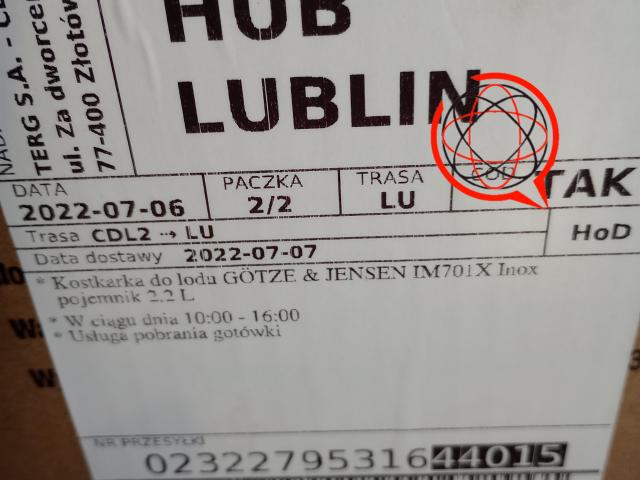 HUB
LUBLIN
NAD.
TERG S.A. -
ul. Za dworcem
77-400 Złotów
DATA
2022-07-06
PACZKA
2/2
TRASA
LU
COD
TAK
Trasa CDL2 ⇢ LU
HoD
Data dostawy 2022-07-07
* Kostkarka do lodu GÖTZE & JENSEN IM701X Inox
pojemnik 2.2 L
* W ciągu dnia 10:00 - 16:00
* Usługa pobrania gotówki
NR PRZESYŁKI
0232279531644015